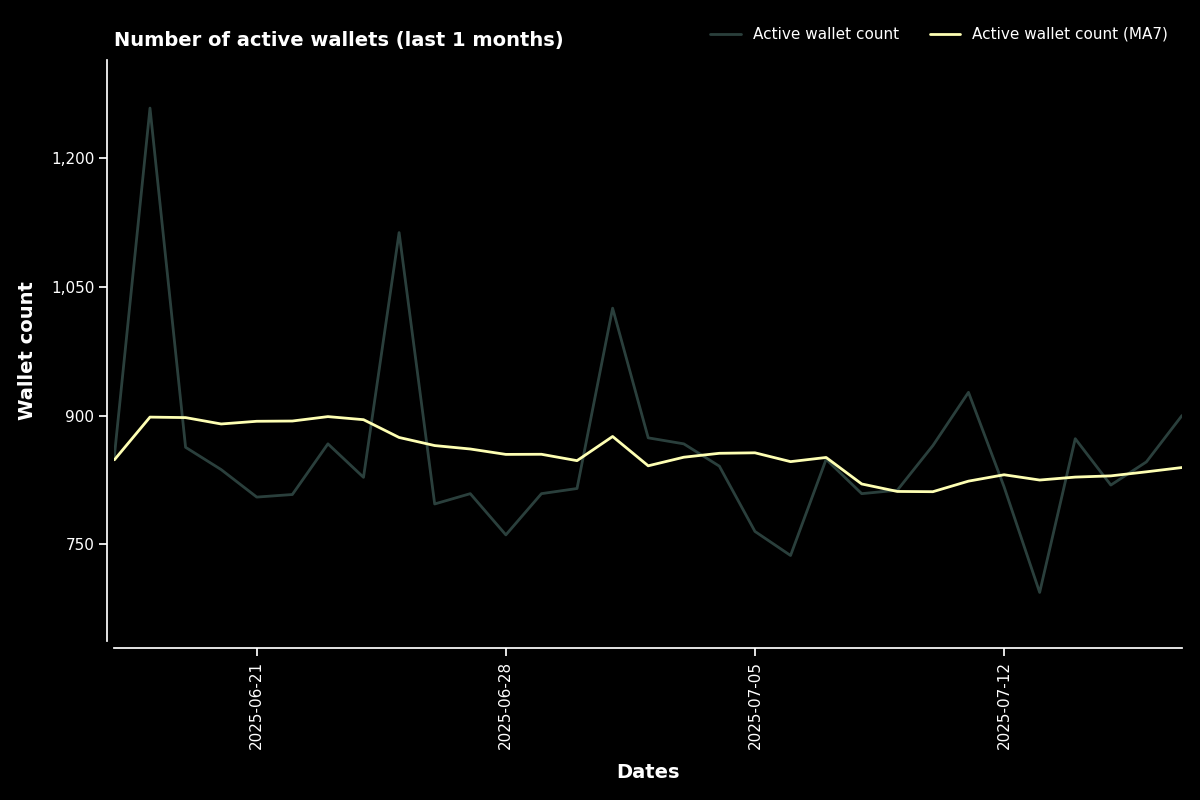 Number of active wallets (last 1 months)
Active wallet count
Active wallet count (MA7)
Wallet count
1,200
1,050
900
750
2025-06-21
2025-06-28
2025-07-05
2025-07-12
Dates